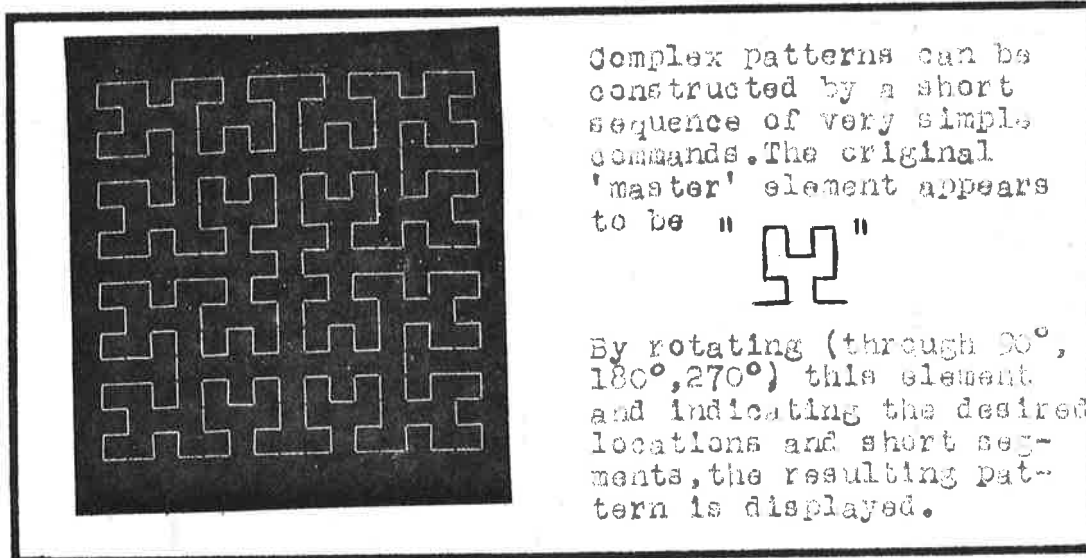 Complex patterns can be
constructed by a short
sequence of very simple
commands.The original
'master' element appears
to be " "
By rotating (through 90°,
180°,270°) this element
and indicating the desired
locations and short seg-
ments,the resulting pat-
tern is displayed.